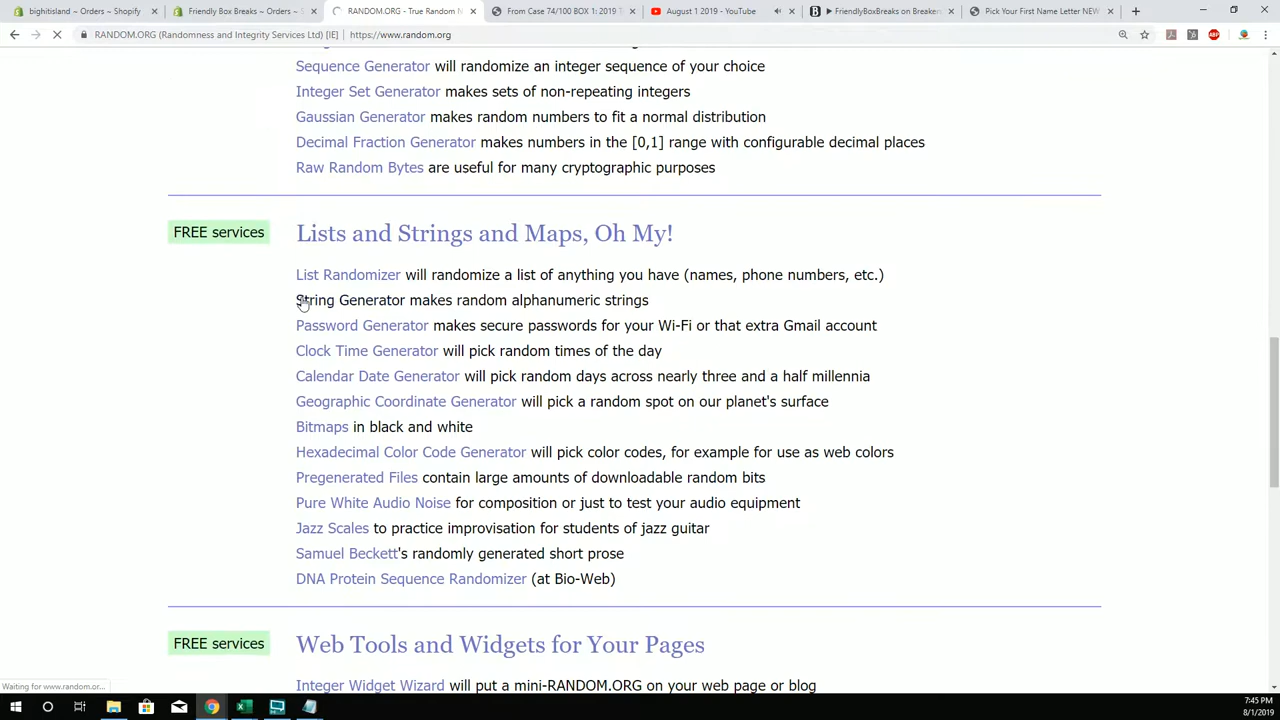 bighitisland ~ Orders ~ Shopify
Friendly Box Breaks ~ Orders ~ S
RANDOM.ORG - True Random N
From Case 74/100 BOX 1: 2019 T
August 1 2019 - YouTube
FriendlyBoxBreaks on Breakers
Pick Your First Name Letter NEW
RANDOM.ORG (Randomness and Integrity Services Ltd) [IE] | https://www.random.org
ABP
Sequence Generator will randomize an integer sequence of your choice
Integer Set Generator makes sets of non-repeating integers
Gaussian Generator makes random numbers to fit a normal distribution
Decimal Fraction Generator makes numbers in the [0,1] range with configurable decimal places
Raw Random Bytes are useful for many cryptographic purposes
FREE services
Lists and Strings and Maps, Oh My!
List Randomizer will randomize a list of anything you have (names, phone numbers, etc.)
String Generator makes random alphanumeric strings
Password Generator makes secure passwords for your Wi-Fi or that extra Gmail account
Clock Time Generator will pick random times of the day
Calendar Date Generator will pick random days across nearly three and a half millennia
Geographic Coordinate Generator will pick a random spot on our planet's surface
Bitmaps in black and white
Hexadecimal Color Code Generator will pick color codes, for example for use as web colors
Pregenerated Files contain large amounts of downloadable random bits
Pure White Audio Noise for composition or just to test your audio equipment
Jazz Scales to practice improvisation for students of jazz guitar
Samuel Beckett's randomly generated short prose
DNA Protein Sequence Randomizer (at Bio-Web)
FREE services
Web Tools and Widgets for Your Pages
Integer Widget Wizard will put a mini-RANDOM.ORG on your web page or blog
Waiting for www.random.or...
7:45 PM
8/1/2019